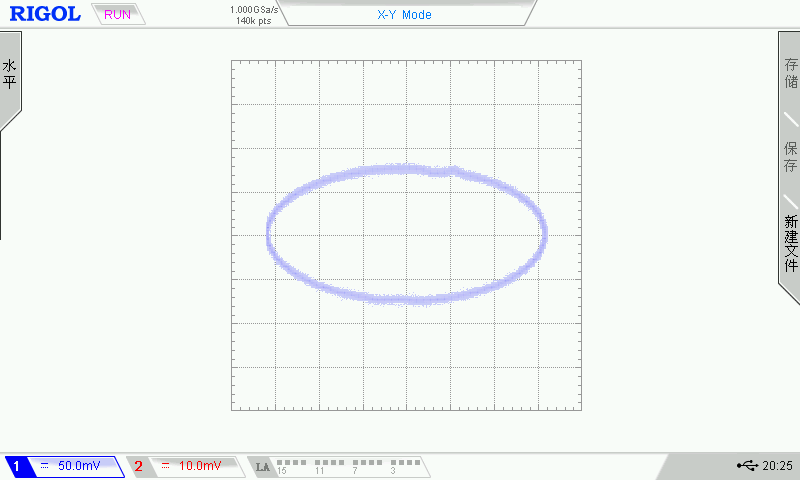 RIGOL
RUN
1.000GSa/s
140k pts
X-Y Mode
水平
存储
保存
新建文件
1
50.0mV
2
10.0mV
LA
15 11 7 3
20:25